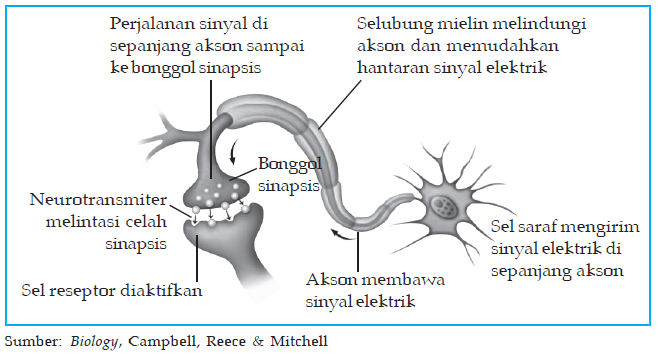 Perjalanan sinyal di
sepanjang akson sampai
ke bonggol sinapsis
Selubung mielin melindungi
akson dan memudahkan
hantaran sinyal elektrik
Bonggol
sinapsis
Neurotransmiter
melintasi celah
sinapsis
Sel saraf mengirim
sinyal elektrik di
sepanjang akson
Sel reseptor diaktifkan
Akson membawa
sinyal elektrik
Sumber: Biology, Campbell, Reece & Mitchell